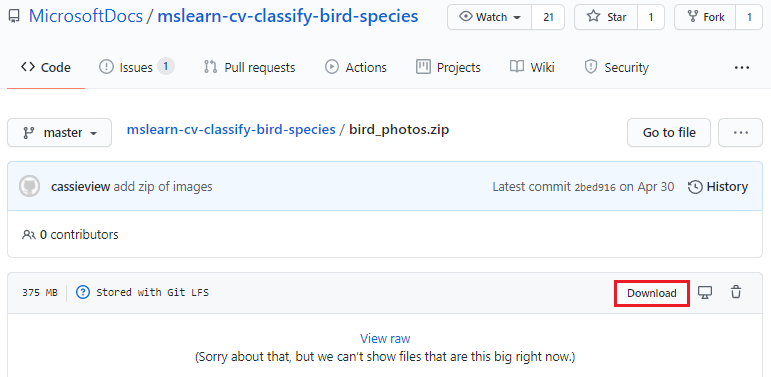 MicrosoftDocs / mslearn-cv-classify-bird-species
Watch 21 Star 1 Fork 1
Code Issues 1 Pull requests Actions Projects Wiki Security ...
master mslearn-cv-classify-bird-species / bird_photos.zip Go to file ...
cassieview add zip of images Latest commit 2bed916 on Apr 30 History
0 contributors
375 MB ? Stored with Git LFS Download
View raw
(Sorry about that, but we can't show files that are this big right now.)